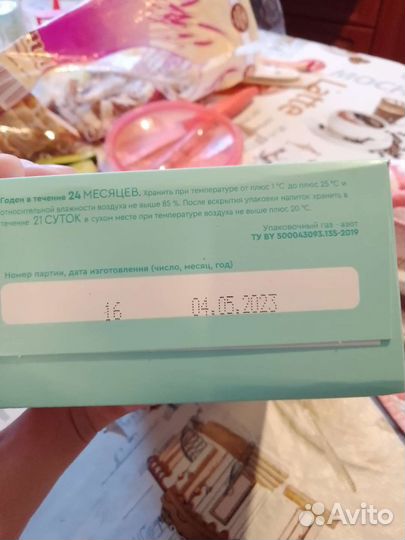 Годен в течение 24 МЕСЯЦЕВ. Хранить при температуре от плюс 1 °C до плюс 25 °C и
относительной влажности воздуха не выше 85 %. После вскрытия упаковки напиток хранить в
течение 21 СУТОК в сухом месте при температуре воздуха не выше плюс 20 °C.
Упаковочный газ -азот
ТУ BY 500043093.135-2019
Номер партии, дата изготовления (число, месяц, год)
16 04.05.2023
Avito